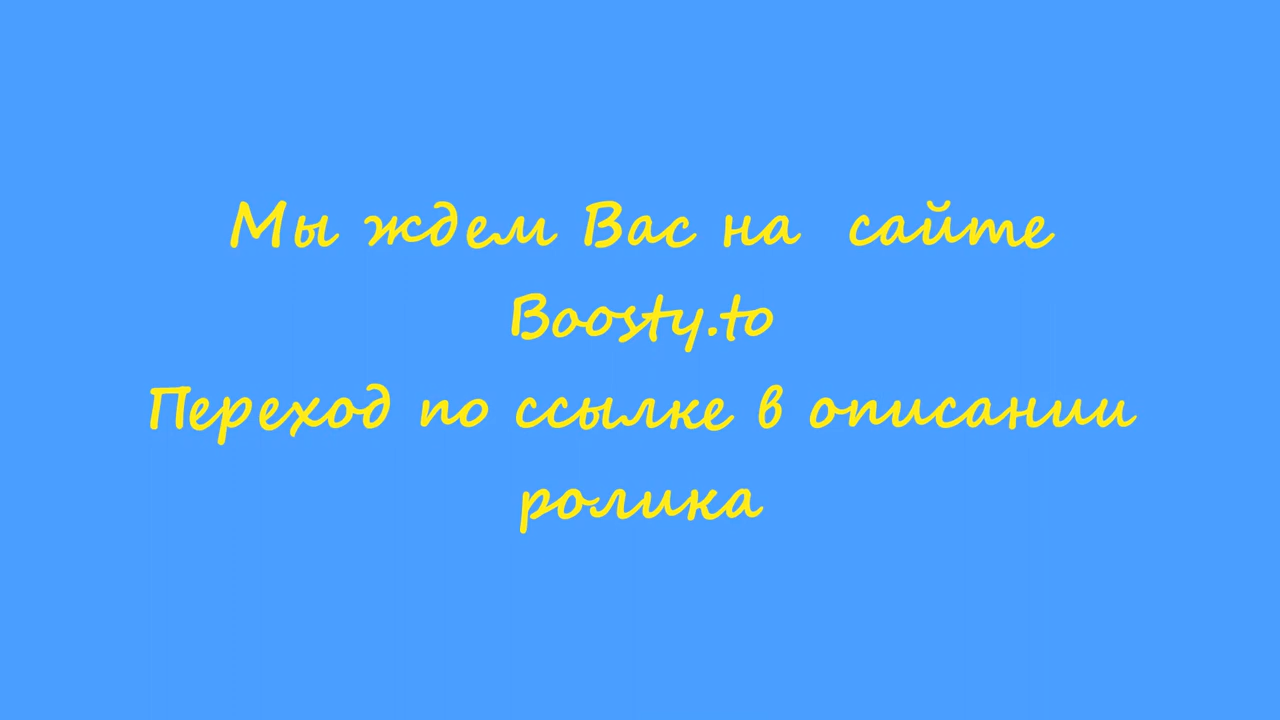 Мы ждем Вас на сайте
Boosty.to
Переход по ссылке в описании
ролика